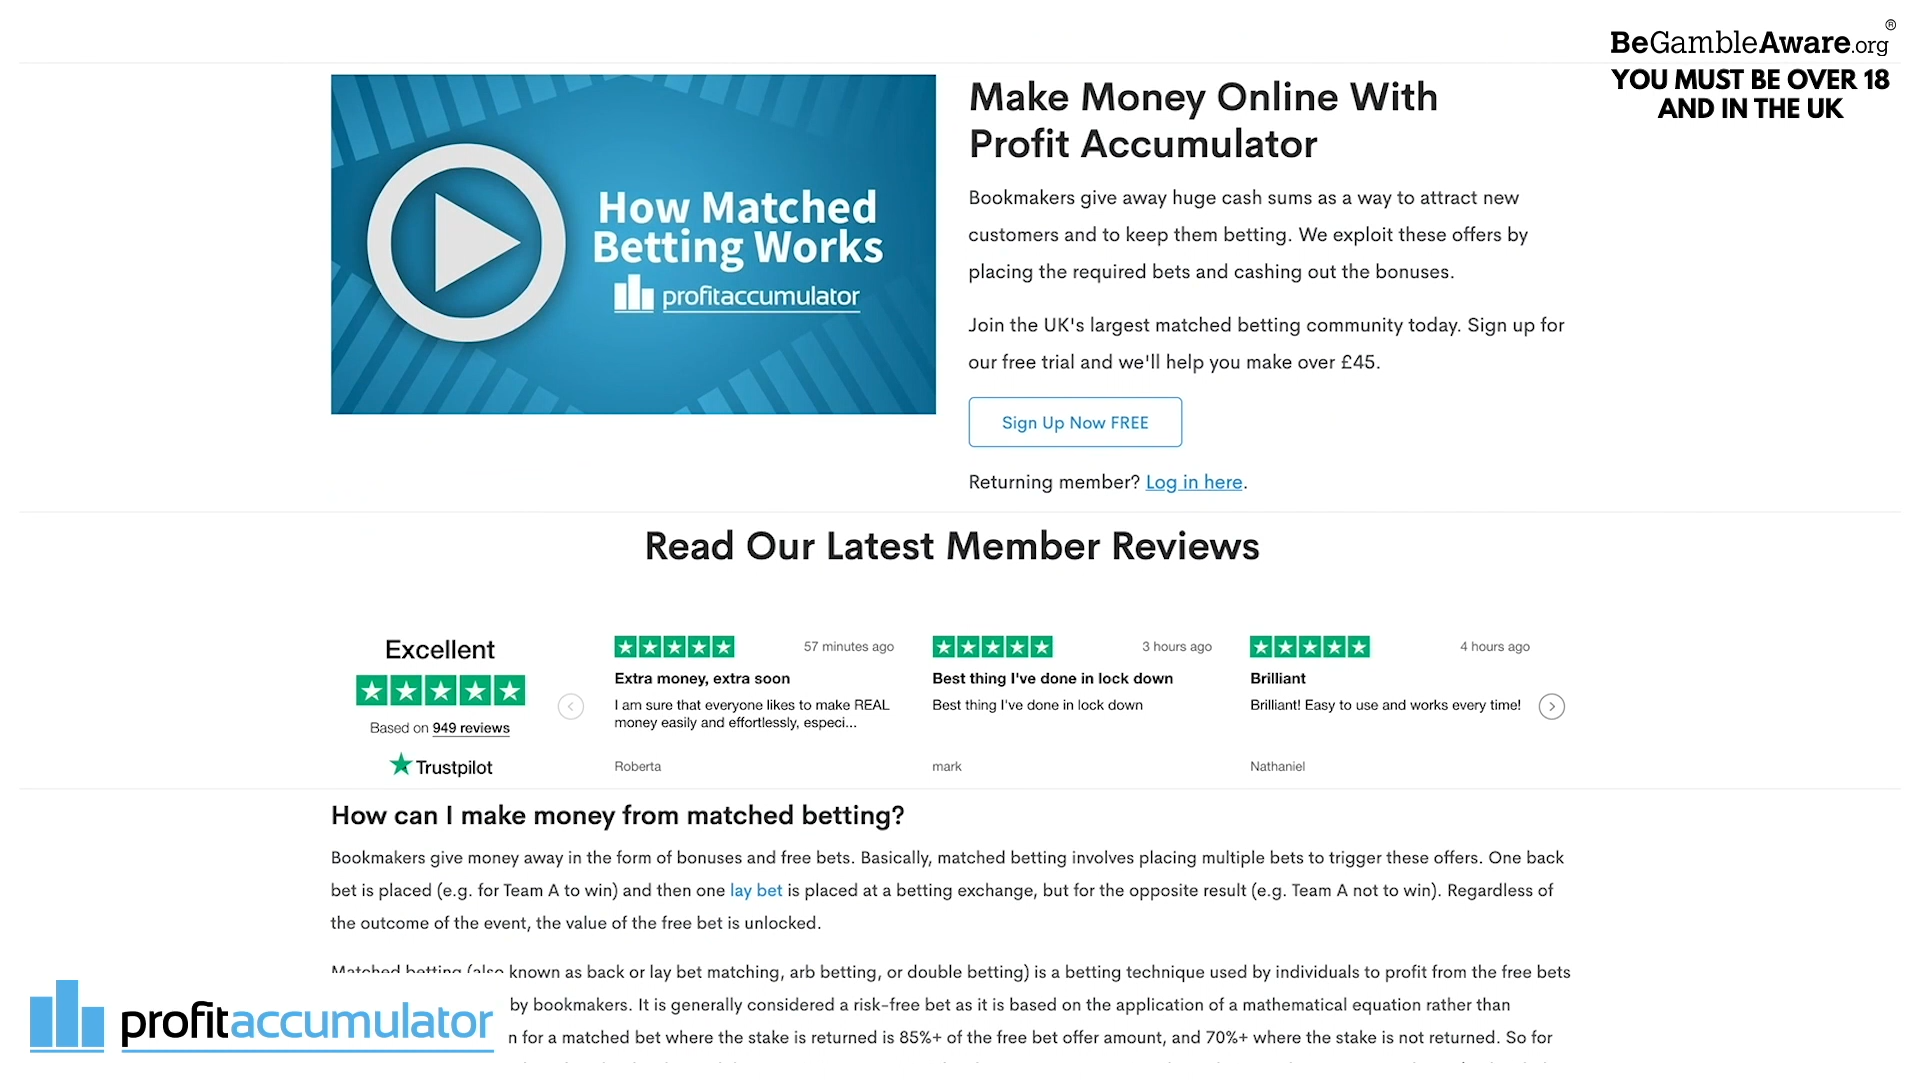 BeGambleAware.org®
YOU MUST BE OVER 18
AND IN THE UK
How Matched
Betting Works
profitaccumulator
Make Money Online With
Profit Accumulator
Bookmakers give away huge cash sums as a way to attract new
customers and to keep them betting. We exploit these offers by
placing the required bets and cashing out the bonuses.
Join the UK's largest matched betting community today. Sign up for
our free trial and we'll help you make over £45.
Sign Up Now FREE
Returning member? Log in here.
Read Our Latest Member Reviews
Excellent
Based on 949 reviews
Trustpilot
57 minutes ago
Extra money, extra soon
I am sure that everyone likes to make REAL
money easily and effortlessly, especi...
Roberta
3 hours ago
Best thing I've done in lock down
Best thing I've done in lock down
mark
4 hours ago
Brilliant
Brilliant! Easy to use and works every time!
Nathaniel
How can I make money from matched betting?
Bookmakers give money away in the form of bonuses and free bets. Basically, matched betting involves placing multiple bets to trigger these offers. One back
bet is placed (e.g. for Team A to win) and then one lay bet is placed at a betting exchange, but for the opposite result (e.g. Team A not to win). Regardless of
the outcome of the event, the value of the free bet is unlocked.
Matched betting (also known as back or lay bet matching, arb betting, or double betting) is a betting technique used by individuals to profit from the free bets
by bookmakers. It is generally considered a risk-free bet as it is based on the application of a mathematical equation rather than
n for a matched bet where the stake is returned is 85%+ of the free bet offer amount, and 70%+ where the stake is not returned. So for
profitaccumulator